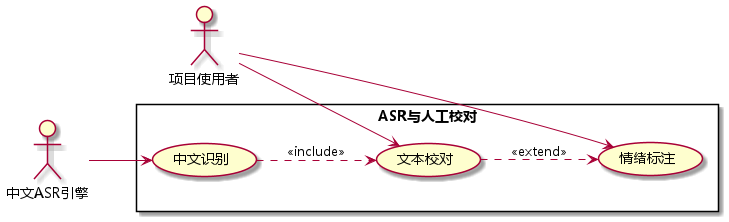 项目使用者
ASR与人工校对
中文ASR引擎
中文识别
«include»
文本校对
«extend»
情绪标注